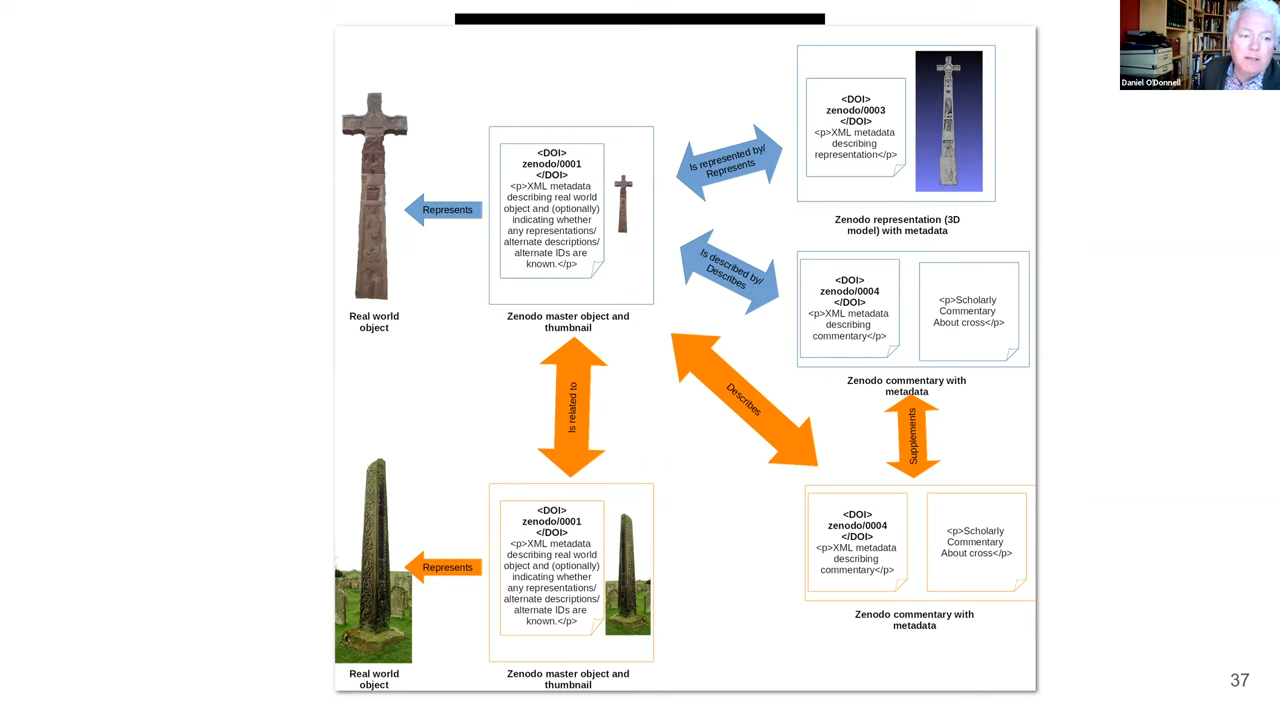 Daniel O'Donnell
<DOI>
zenodo/0003
</DOI>
<p>XML metadata
describing
representation</p>
Zenodo representation (3D
model) with metadata
<DOI>
zenodo/0001
</DOI>
<p>XML metadata
describing real world
object and (optionally)
indicating whether
any representations/
alternate descriptions/
alternate IDs are
known.</p>
Is represented by/
Represents
Represents
Is described by/
Describes
Real world
object
Zenodo master object and
thumbnail
<DOI>
zenodo/0004
</DOI>
<p>XML metadata
describing
commentary</p>
<p>Scholarly
Commentary
About cross</p>
Zenodo commentary with
metadata
Is related to
Describes
Supplements
<DOI>
zenodo/0001
</DOI>
<p>XML metadata
describing real world
object and (optionally)
indicating whether
any representations/
alternate descriptions/
alternate IDs are
known.</p>
Represents
<DOI>
zenodo/0004
</DOI>
<p>XML metadata
describing
commentary</p>
<p>Scholarly
Commentary
About cross</p>
Zenodo commentary with
metadata
Real world
object
Zenodo master object and
thumbnail
37